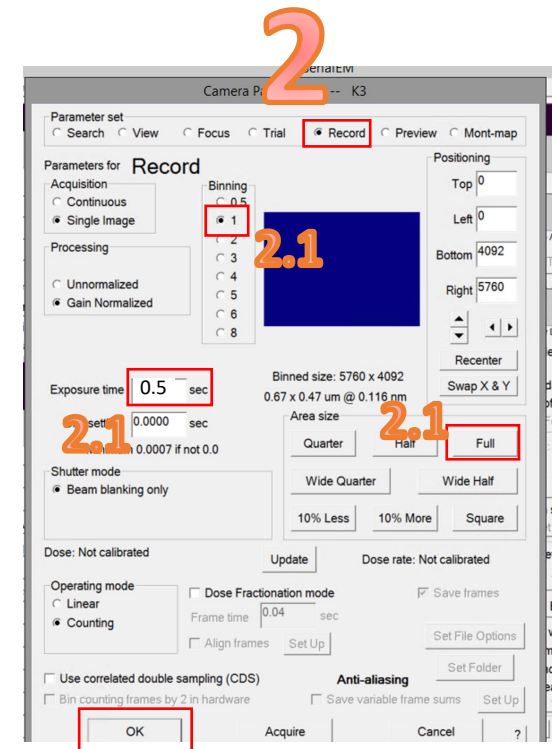 2
SerialEM
Camera Pa -- K3
Parameter set
Search View Focus Trial Record Preview Mont-map
Parameters for Record
Acquisition
Continuous
Single Image
Processing
Unnormalized
Gain Normalized
Binning
0.5
1
2
3
4
5
6
8
2.1
Positioning
Top 0
Left 0
Bottom 4092
Right 5760
Recenter
Swap X & Y
Exposure time 0.5 sec
Binned size: 5760 x 4092
0.67 x 0.47 um @ 0.116 nm
2.1
0.0000 sec
0.0007 if not 0.0
Shutter mode
Beam blanking only
Area size
2.1
Quarter Half Full
Wide Quarter Wide Half
10% Less 10% More Square
Dose: Not calibrated Update Dose rate: Not calibrated
Operating mode
Linear
Counting
Dose Fractionation mode Save frames
Frame time 0.04 sec
Align frames Set Up Set File Options
Set Folder
Use correlated double sampling (CDS) Anti-aliasing
Bin counting frames by 2 in hardware Save variable frame sums Set Up
OK Acquire Cancel ?